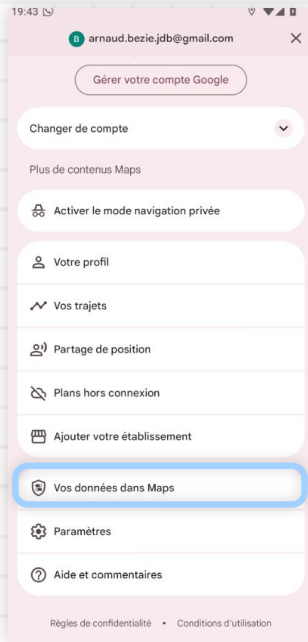 19:43
B arnaud.bezie.jdb@gmail.com
Gérer votre compte Google
Changer de compte
Plus de contenus Maps
Activer le mode navigation privée
Votre profil
Vos trajets
Partage de position
Plans hors connexion
Ajouter votre établissement
Vos données dans Maps
Paramètres
Aide et commentaires
Règles de confidentialité • Conditions d'utilisation